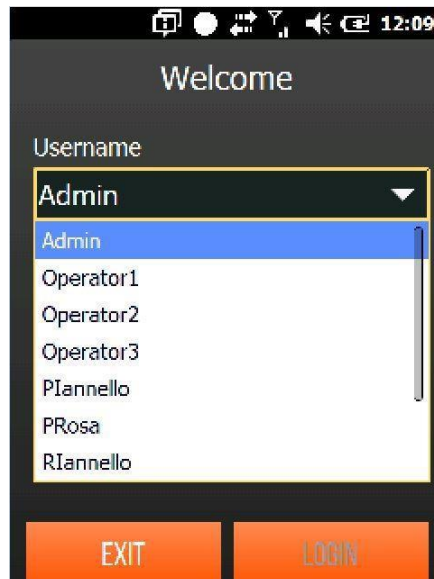 12:09
Welcome
Username
Admin
Admin
Operator1
Operator2
Operator3
PIannello
PRosa
RIannello
EXIT LOGIN